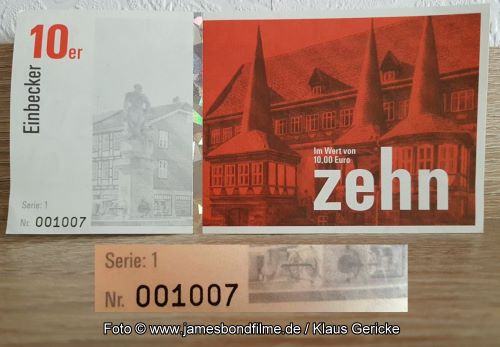 Einbecker
10er
Serie: 1
Nr. 001007
Im Wert von
10,00 Euro
zehn
Serie: 1
Nr. 001007
Foto © www.jamesbondfilme.de / Klaus Gericke